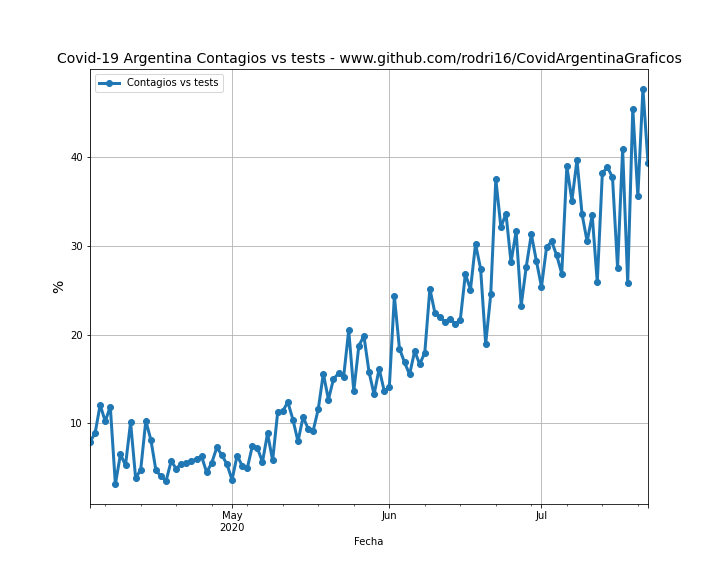 Covid-19 Argentina Contagios vs tests - www.github.com/rodri16/CovidArgentinaGraficos
Contagios vs tests
40
30
20
10
%
May
2020
Jun
Jul
Fecha